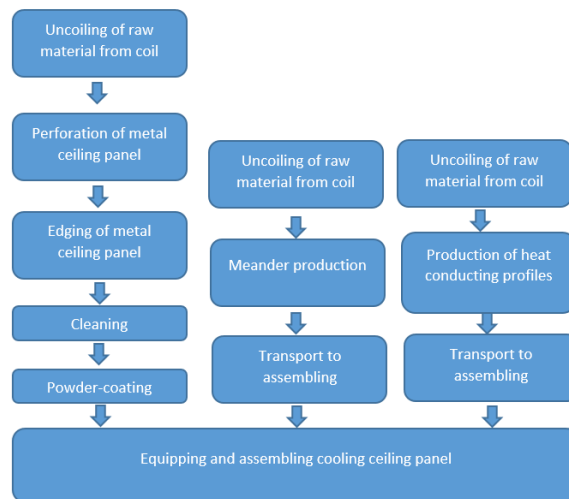 Uncoiling of raw
material from coil
Perforation of metal
ceiling panel
Edging of metal
ceiling panel
Cleaning
Powder-coating
Uncoiling of raw
material from coil
Meander production
Transport to
assembling
Uncoiling of raw
material from coil
Production of heat
conducting profiles
Transport to
assembling
Equipping and assembling cooling ceiling panel